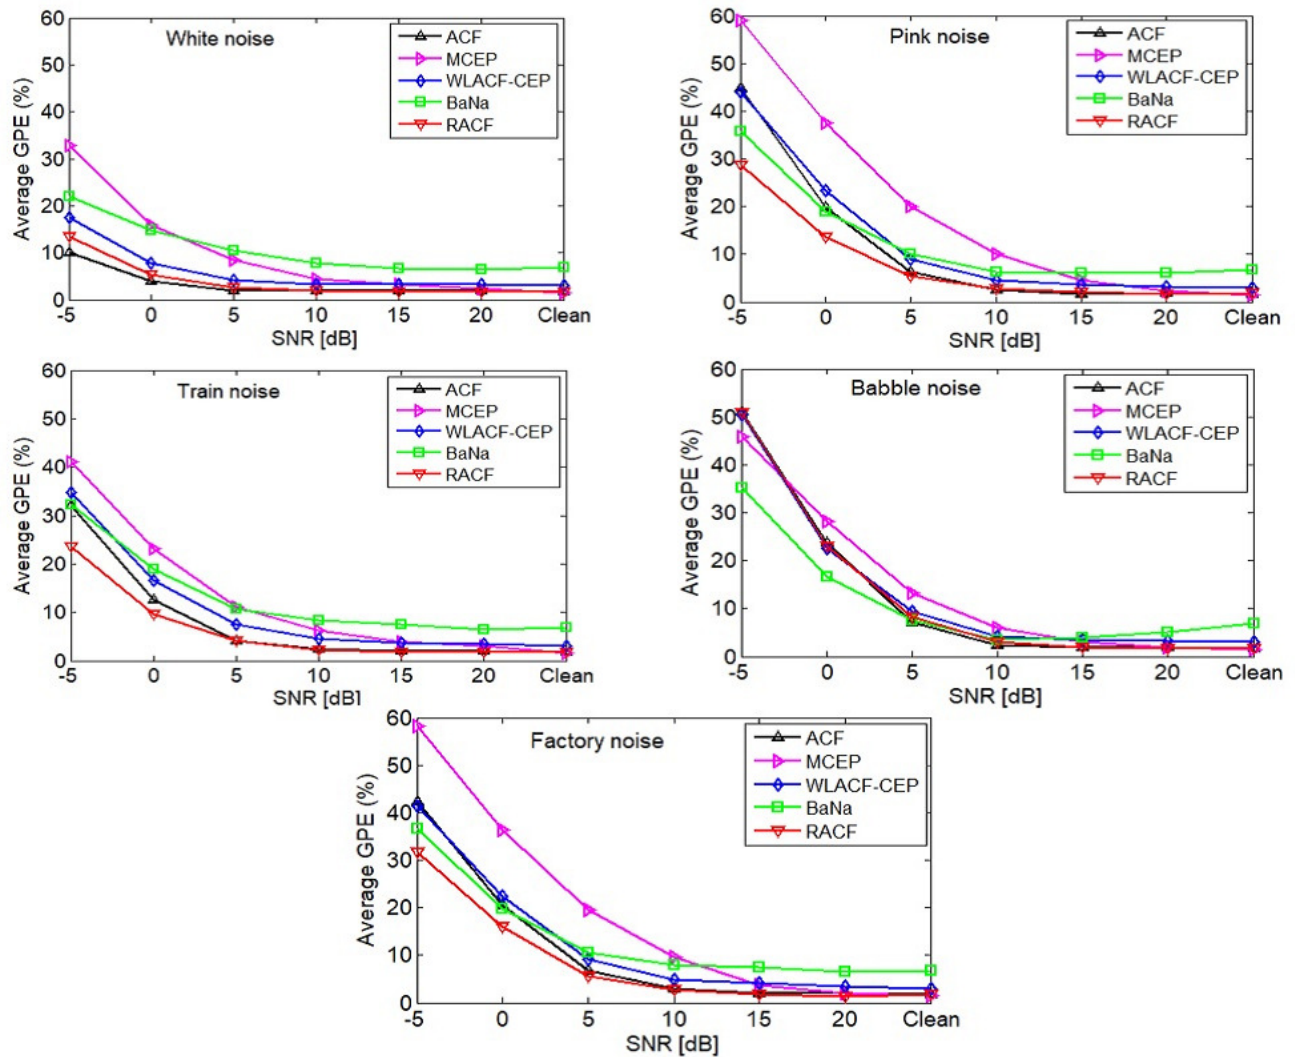 White noise
ACF
MCEP
WLACF-CEP
BaNa
RACF
Average GPE (%)
60
50
40
30
20
10
0
-5 0 5 10 15 20 Clean
SNR [dB]
Pink noise
ACF
MCEP
WLACF-CEP
BaNa
RACF
Average GPE (%)
60
50
40
30
20
10
0
-5 0 5 10 15 20 Clean
SNR [dB]
Train noise
ACF
MCEP
WLACF-CEP
BaNa
RACF
Average GPE (%)
60
50
40
30
20
10
0
-5 0 5 10 15 20 Clean
SNR [dB]
Babble noise
ACF
MCEP
WLACF-CEP
BaNa
RACF
Average GPE (%)
60
50
40
30
20
10
0
-5 0 5 10 15 20 Clean
SNR [dB]
Factory noise
ACF
MCEP
WLACF-CEP
BaNa
RACF
Average GPE (%)
60
50
40
30
20
10
0
-5 0 5 10 15 20 Clean
SNR [dB]